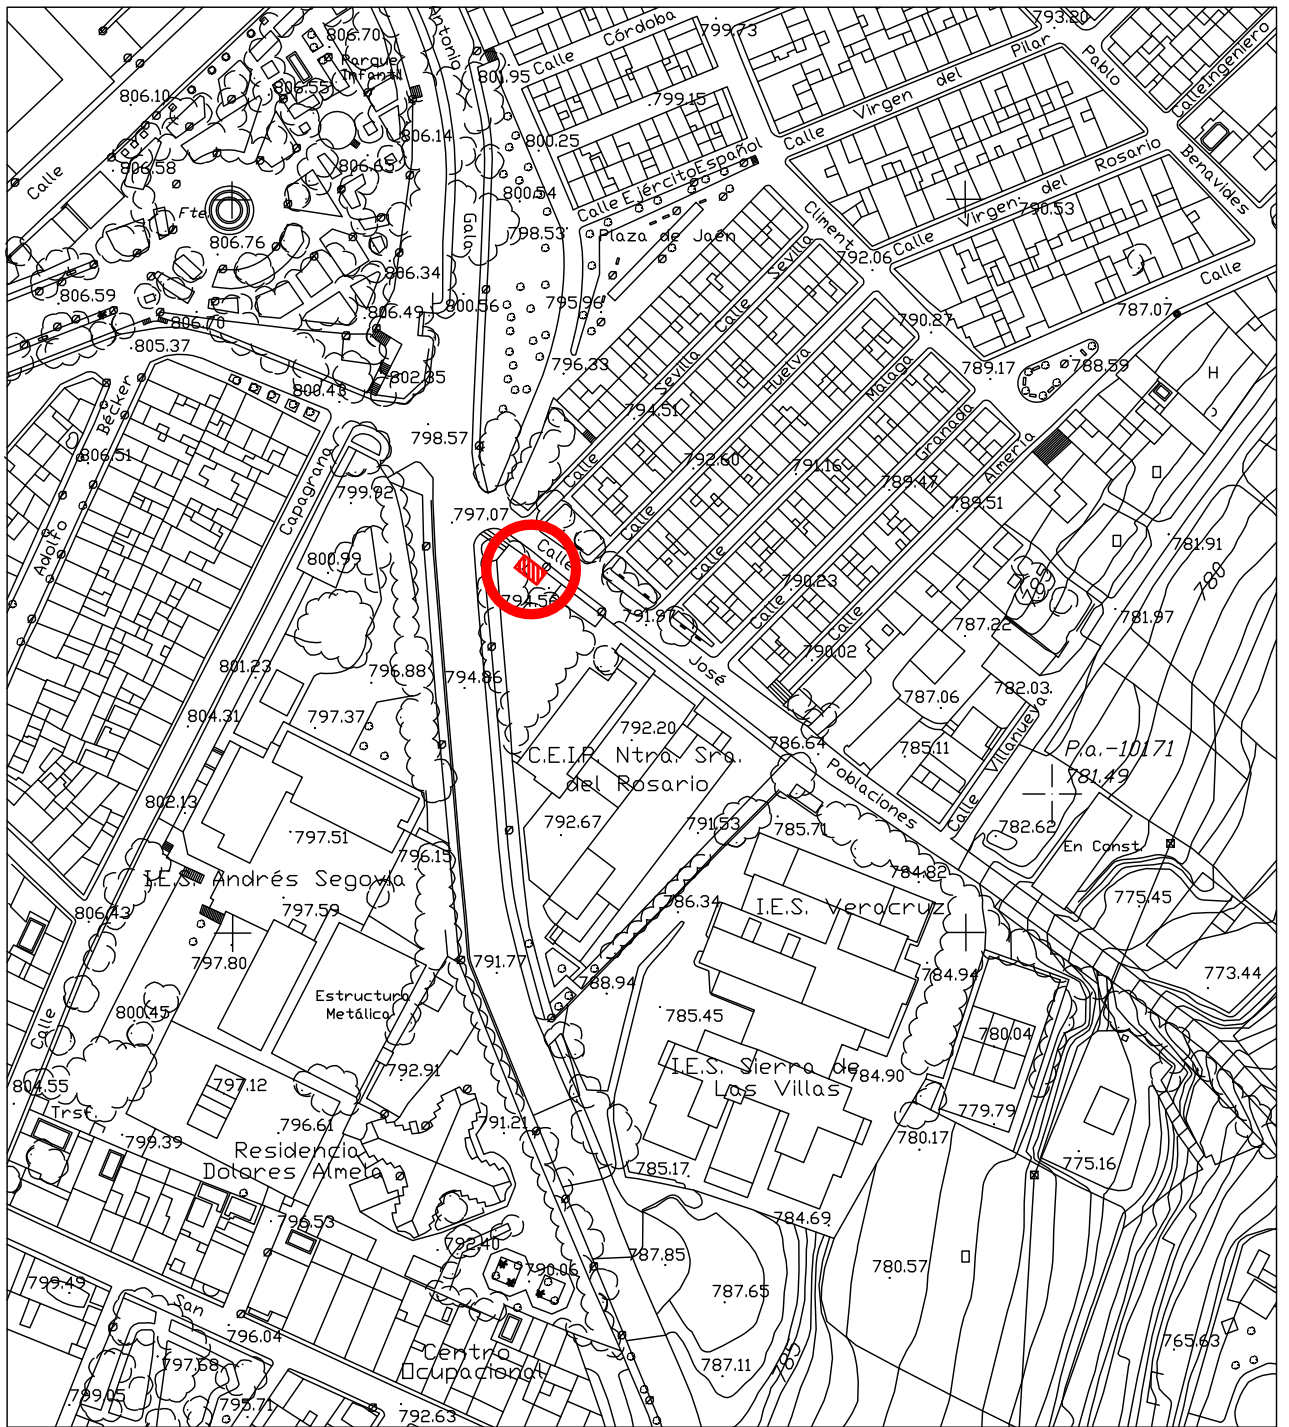 806.70
Parque
Infantil
Antonio
801.95
Calle
Córdoba
799.73
793.20
Pilar
Pablo
Calle
Ingeniero
806.10
806.55
799.15
Calle
Virgen
del
806.14
800.25
806.58
806.65
Calle
Calle
Ejército
Español
Rosario
Benavides
800.54
Fte.
Gala
798.53
Plaza de Jaén
Climent
Calle
Virgen
del
790.53
806.76
806.34
Sevilla
792.06
Calle
806.59
806.49
800.56
795.96
Calle
787.07
806.70
790.27
805.37
796.33
789.17
788.59
802.35
800.43
Sevilla
Huelva
Málaga
H
Bécker
798.57
794.51
Granada
Almería
806.51
Capagrana
792.60
791.16
789.47
789.51
799.92
Calle
797.07
Calle
781.91
Adolfo
800.99
Calle
Calle
790.23
780
794.56
791.97
Calle
Calle
785
787.22
781.97
801.23
796.88
794.86
José
790.02
787.06
782.03
804.31
797.37
792.20
786.64
785.11
Villanueva
P.a.-10171
781.49
C.E.I.P. Ntra. Sra.
del Rosario
Poblaciones
802.13
797.51
792.67
791.53
785.71
Calle
782.62
En Const.
796.15
I.E.S. Andrés Segovia
784.82
775.45
806.43
797.59
786.34
I.E.S. Veracruz
797.80
791.77
788.94
784.94
773.44
Estructura
Metálica
800.45
Calle
785.45
780.04
792.91
I.E.S. Sierra de
Las Villas
784.90
804.55
797.12
Trsf.
796.61
791.21
779.79
799.39
780.17
Residencia
Dolores Almela
785.17
775.16
796.53
784.69
792.40
790.06
787.85
799.49
780.57
San
787.65
796.04
765.63
797.68
Centro
Ocupacional
787.11
785
799.05
795.71
792.63